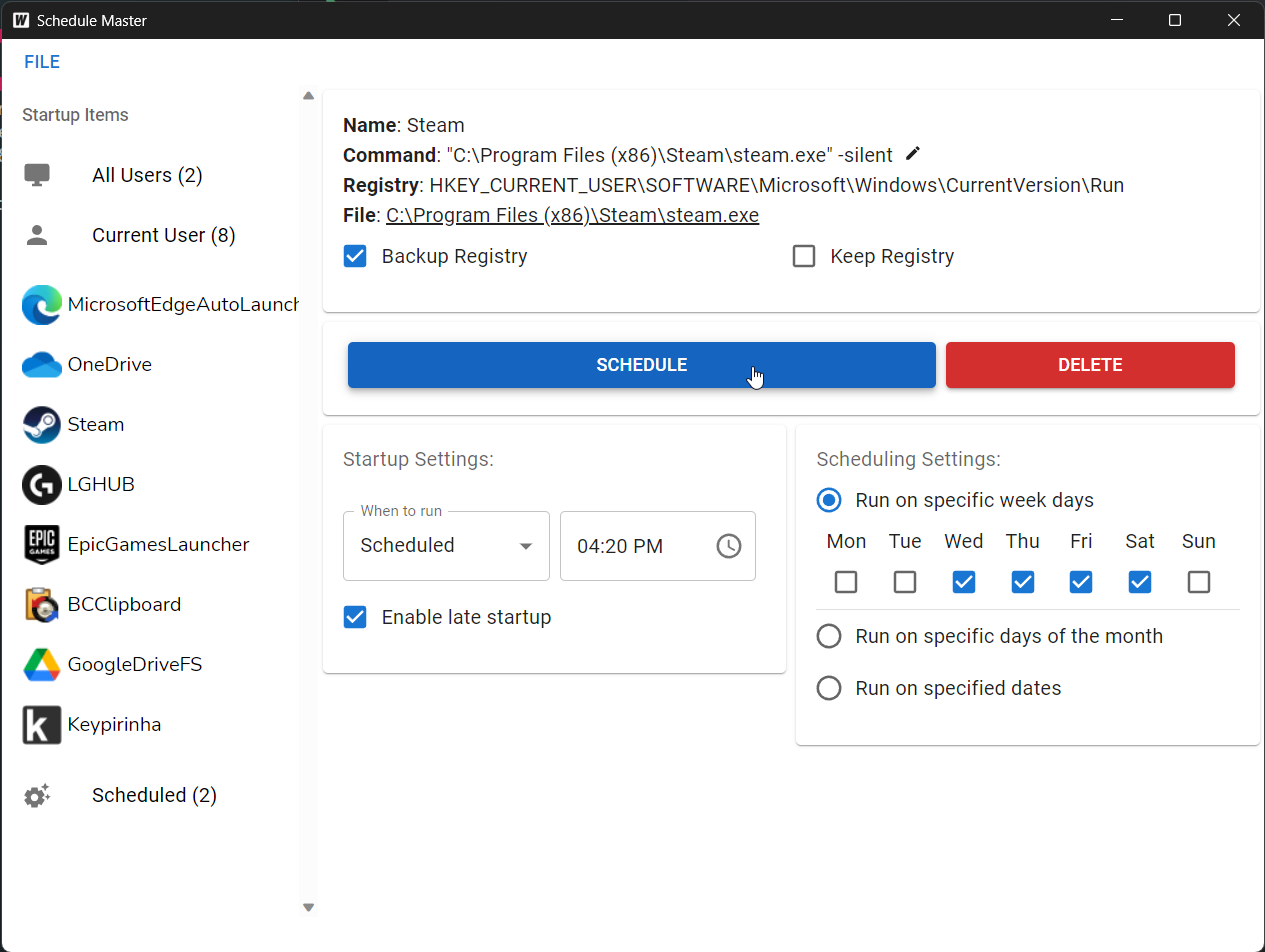 Schedule Master
FILE
Startup Items
All Users (2)
Current User (8)
MicrosoftEdgeAutoLaunch
OneDrive
Steam
LGHUB
EPIC GAMES
EpicGamesLauncher
BCClipboard
GoogleDriveFS
Keypirinha
Scheduled (2)
Name: Steam
Command: "C:\Program Files (x86)\Steam\steam.exe" -silent
Registry: HKEY_CURRENT_USER\SOFTWARE\Microsoft\Windows\CurrentVersion\Run
File: C:\Program Files (x86)\Steam\steam.exe
Backup Registry
Keep Registry
SCHEDULE
DELETE
Startup Settings:
When to run
Scheduled
04:20 PM
Enable late startup
Scheduling Settings:
Run on specific week days
Mon Tue Wed Thu Fri Sat Sun
Run on specific days of the month
Run on specified dates